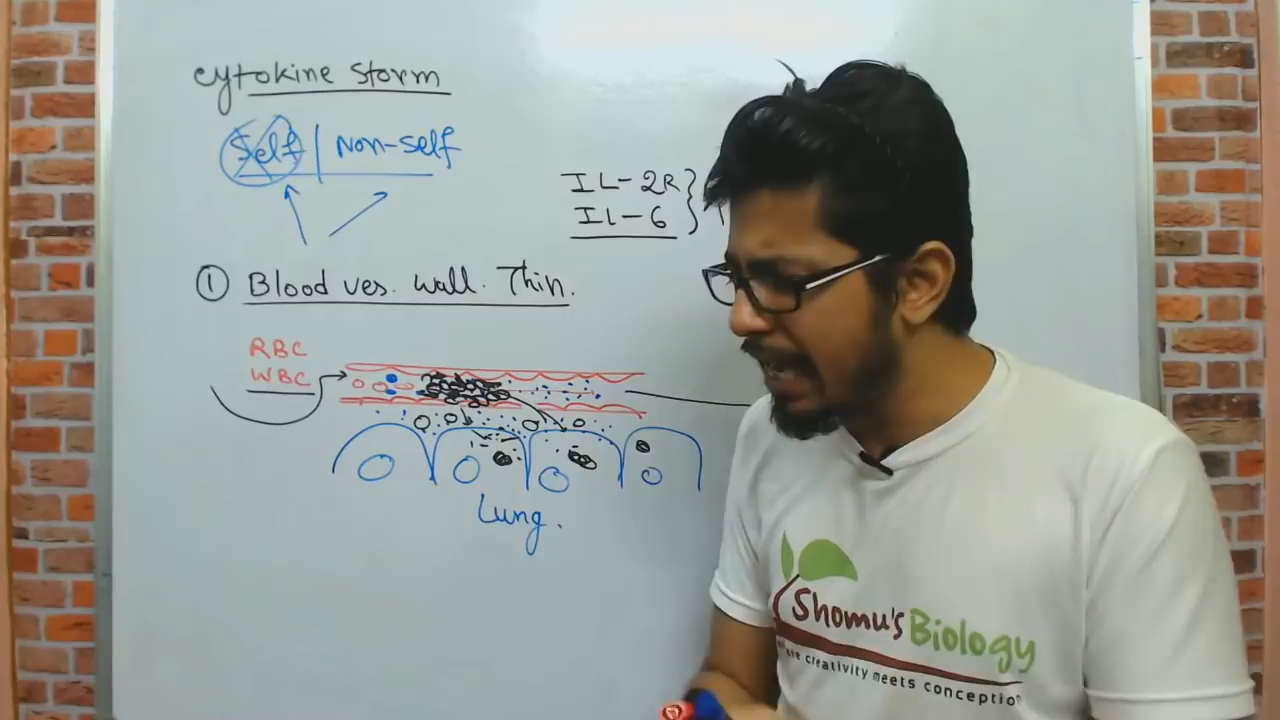 cytokine storm
Self | Non-self
IL-2R
IL-6
① Blood ves. wall. Thin.
RBC
WBC
Lung.
Shomu's Biology
creativity meets conceptio